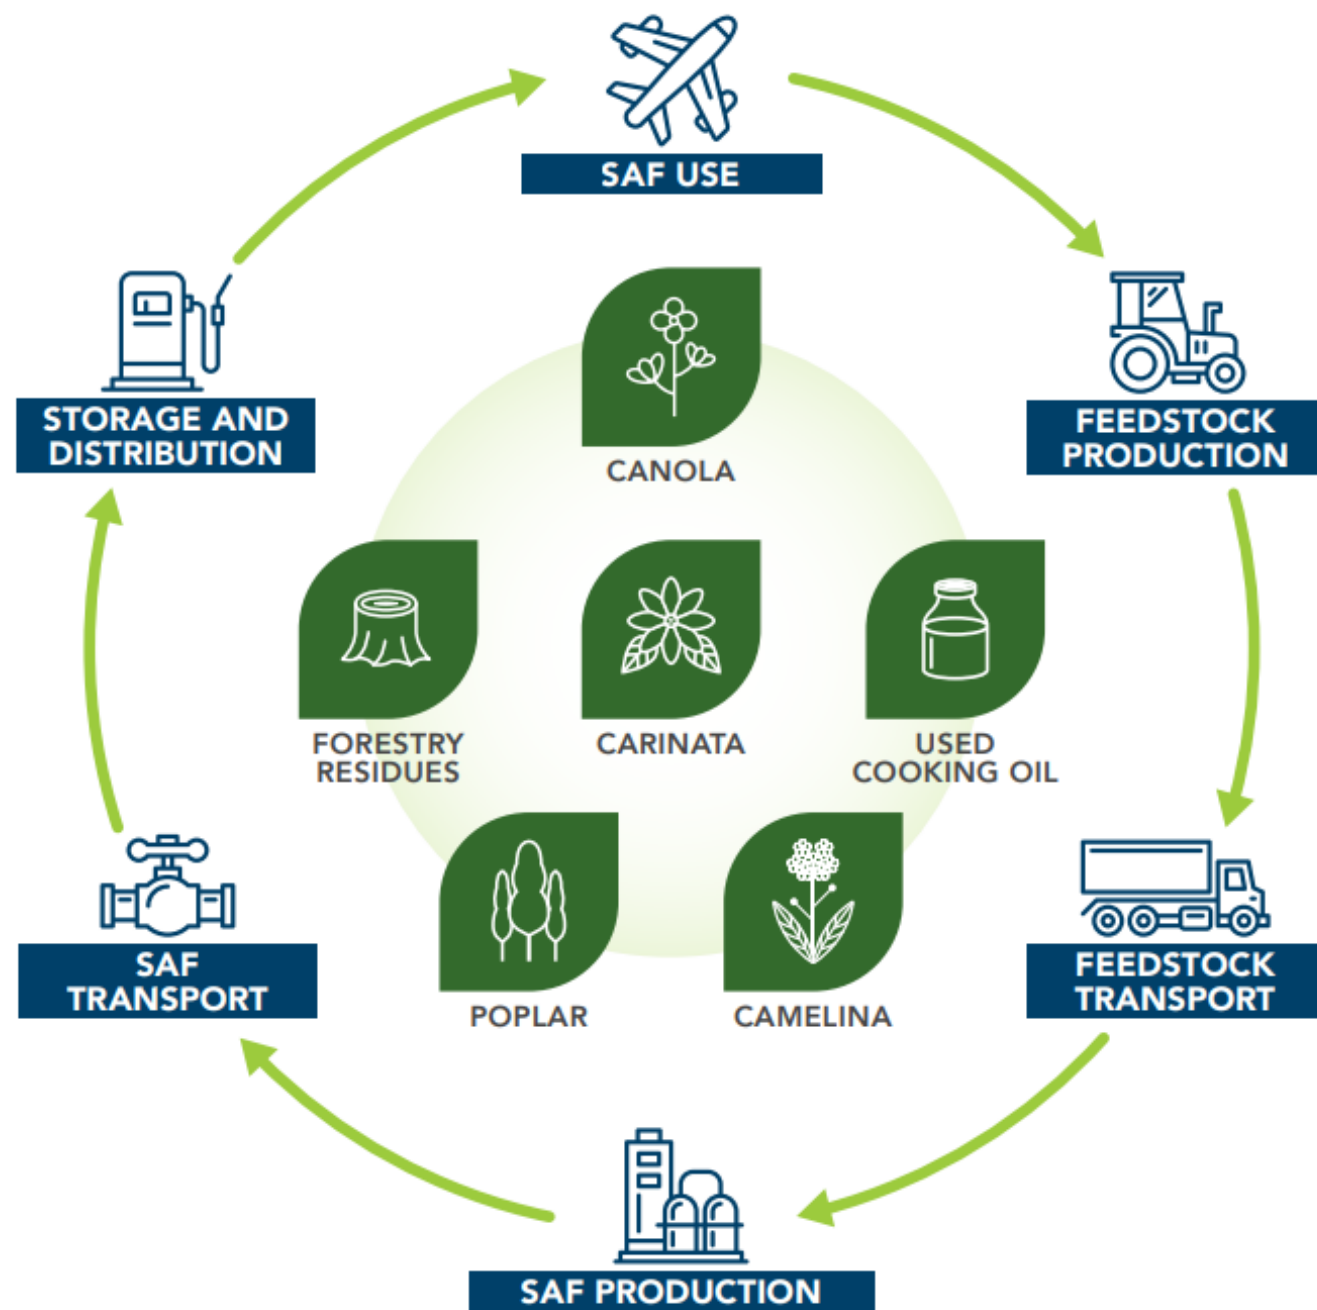 SAF USE
STORAGE AND
DISTRIBUTION
FEEDSTOCK
PRODUCTION
CANOLA
FORESTRY
RESIDUES
CARINATA
USED
COOKING OIL
SAF
TRANSPORT
POPLAR
CAMELINA
FEEDSTOCK
TRANSPORT
SAF PRODUCTION